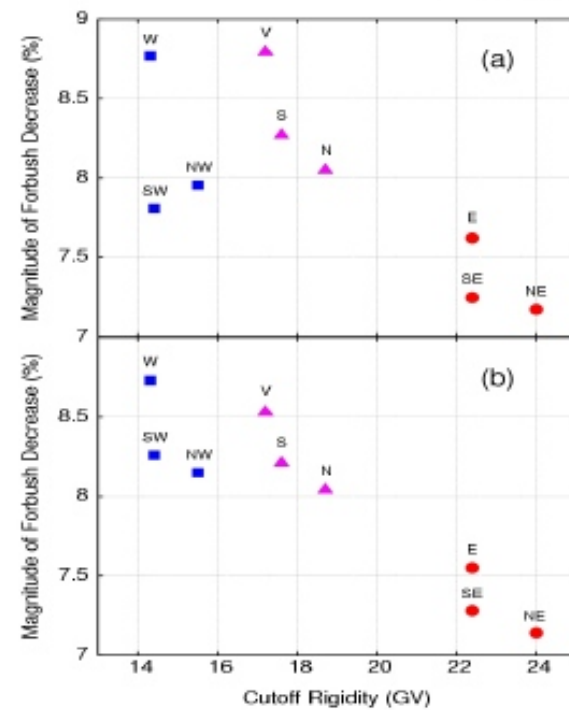 9
8.5
8
7.5
7
Magnitude of Forbush Decrease (%)
(a)
W
V
S
N
NW
SW
E
SE
NE
8.5
8
7.5
7
Magnitude of Forbush Decrease (%)
(b)
W
V
SW
NW
S
N
E
SE
NE
14 16 18 20 22 24
Cutoff Rigidity (GV)